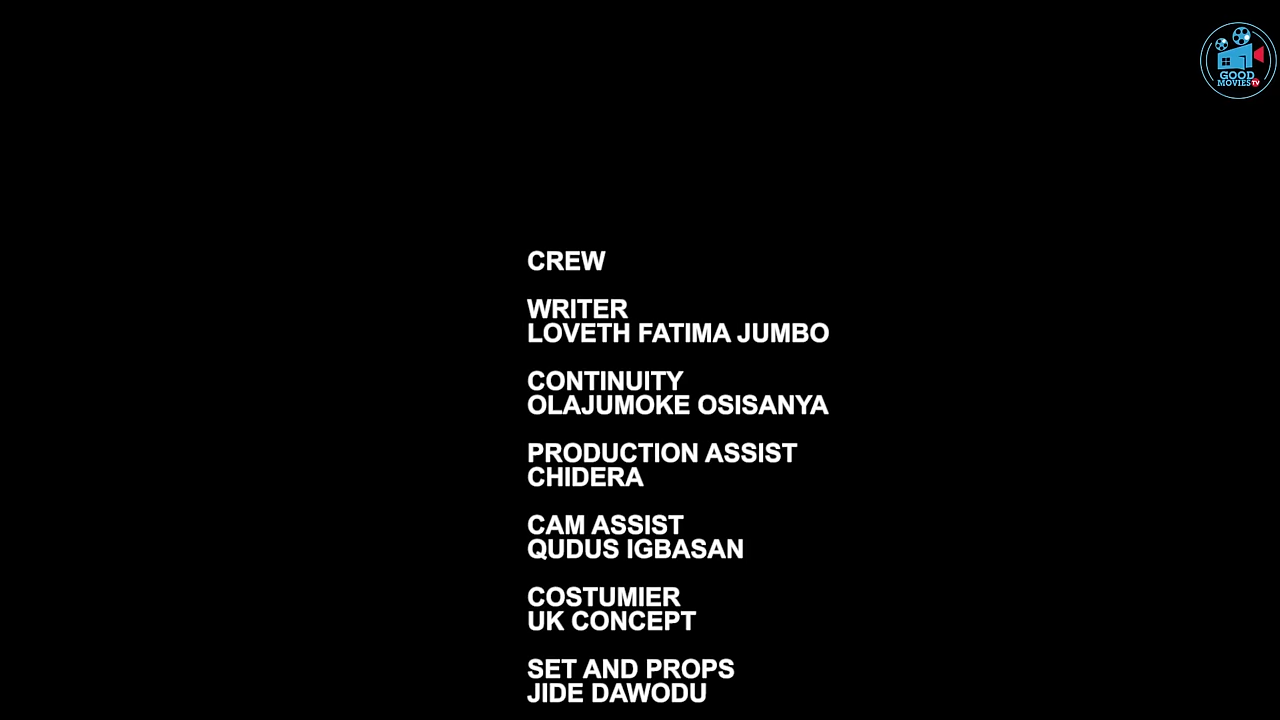 GOOD
MOVIES TV
CREW
WRITER
LOVETH FATIMA JUMBO
CONTINUITY
OLAJUMOKE OSISANYA
PRODUCTION ASSIST
CHIDERA
CAM ASSIST
QUDUS IGBASAN
COSTUMIER
UK CONCEPT
SET AND PROPS
JIDE DAWODU